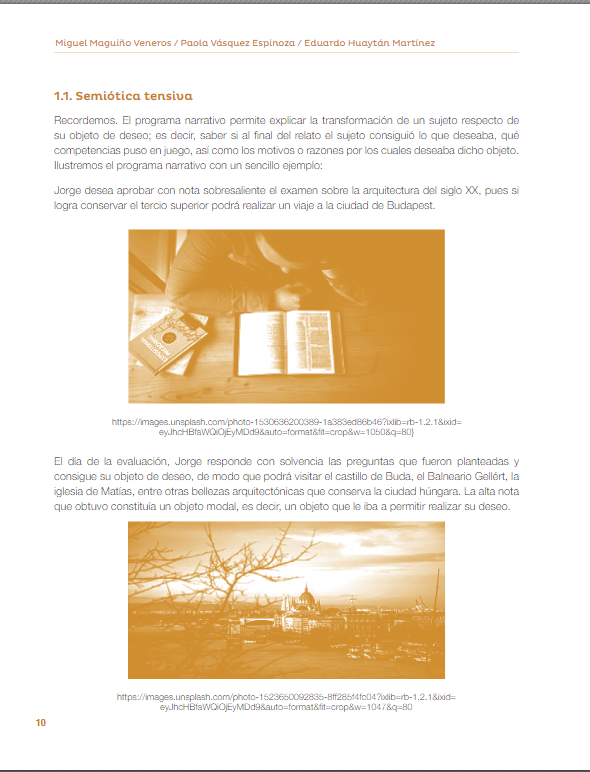 Miguel Maguiño Veneros / Paola Vásquez Espinoza / Eduardo Huaytán Martínez
1.1. Semiótica tensiva
Recordemos. El programa narrativo permite explicar la transformación de un sujeto respecto de
su objeto de deseo; es decir, saber si al final del relato el sujeto consiguió lo que deseaba, qué
competencias puso en juego, así como los motivos o razones por los cuales deseaba dicho objeto.
Ilustremos el programa narrativo con un sencillo ejemplo:
Jorge desea aprobar con nota sobresaliente el examen sobre la arquitectura del siglo XX, pues si
logra conservar el tercio superior podrá realizar un viaje a la ciudad de Budapest.
https://images.unsplash.com/photo-1530636200389-1a383ed86b46?ixlib=rb-1.2.1&ixid=
eyJhcHBfaWQiOjEyMDd9&auto=format&fit=crop&w=1050&q=80}
El día de la evaluación, Jorge responde con solvencia las preguntas que fueron planteadas y
consigue su objeto de deseo, de modo que podrá visitar el castillo de Buda, el Balneario Gellért, la
iglesia de Matías, entre otras bellezas arquitectónicas que conserva la ciudad húngara. La alta nota
que obtuvo constituía un objeto modal, es decir, un objeto que le iba a permitir realizar su deseo.
https://images.unsplash.com/photo-1523650092835-8ff285f4fc04?ixlib=rb-1.2.1&ixid=
eyJhcHBfaWQiOjEyMDd9&auto=format&fit=crop&w=1047&q=80
10